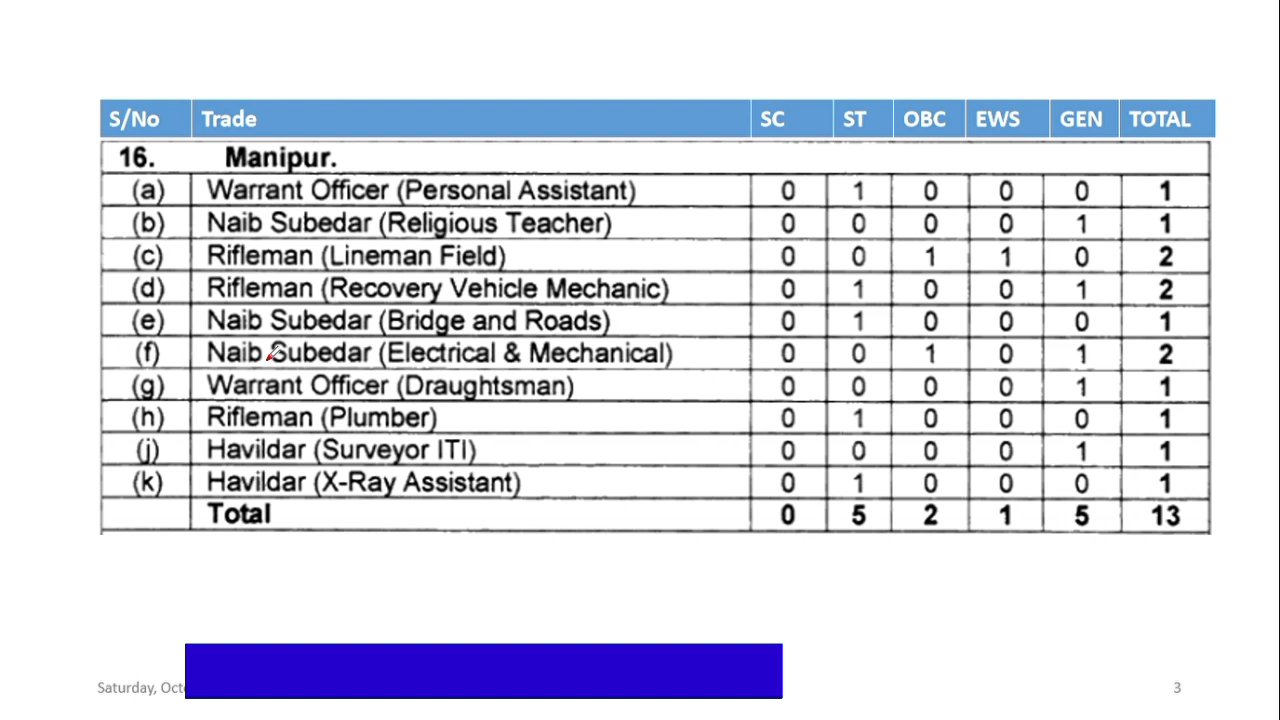 S/No Trade SC ST OBC EWS GEN TOTAL
16. Manipur.
(a) Warrant Officer (Personal Assistant) 0 1 0 0 0 1
(b) Naib Subedar (Religious Teacher) 0 0 0 0 1 1
(c) Rifleman (Lineman Field) 0 0 1 1 0 2
(d) Rifleman (Recovery Vehicle Mechanic) 0 1 0 0 1 2
(e) Naib Subedar (Bridge and Roads) 0 1 0 0 0 1
(f) Naib Subedar (Electrical & Mechanical) 0 0 1 0 1 2
(g) Warrant Officer (Draughtsman) 0 0 0 0 1 1
(h) Rifleman (Plumber) 0 1 0 0 0 1
(j) Havildar (Surveyor ITI) 0 0 0 0 1 1
(k) Havildar (X-Ray Assistant) 0 1 0 0 0 1
Total 0 5 2 1 5 13
Saturday, 3